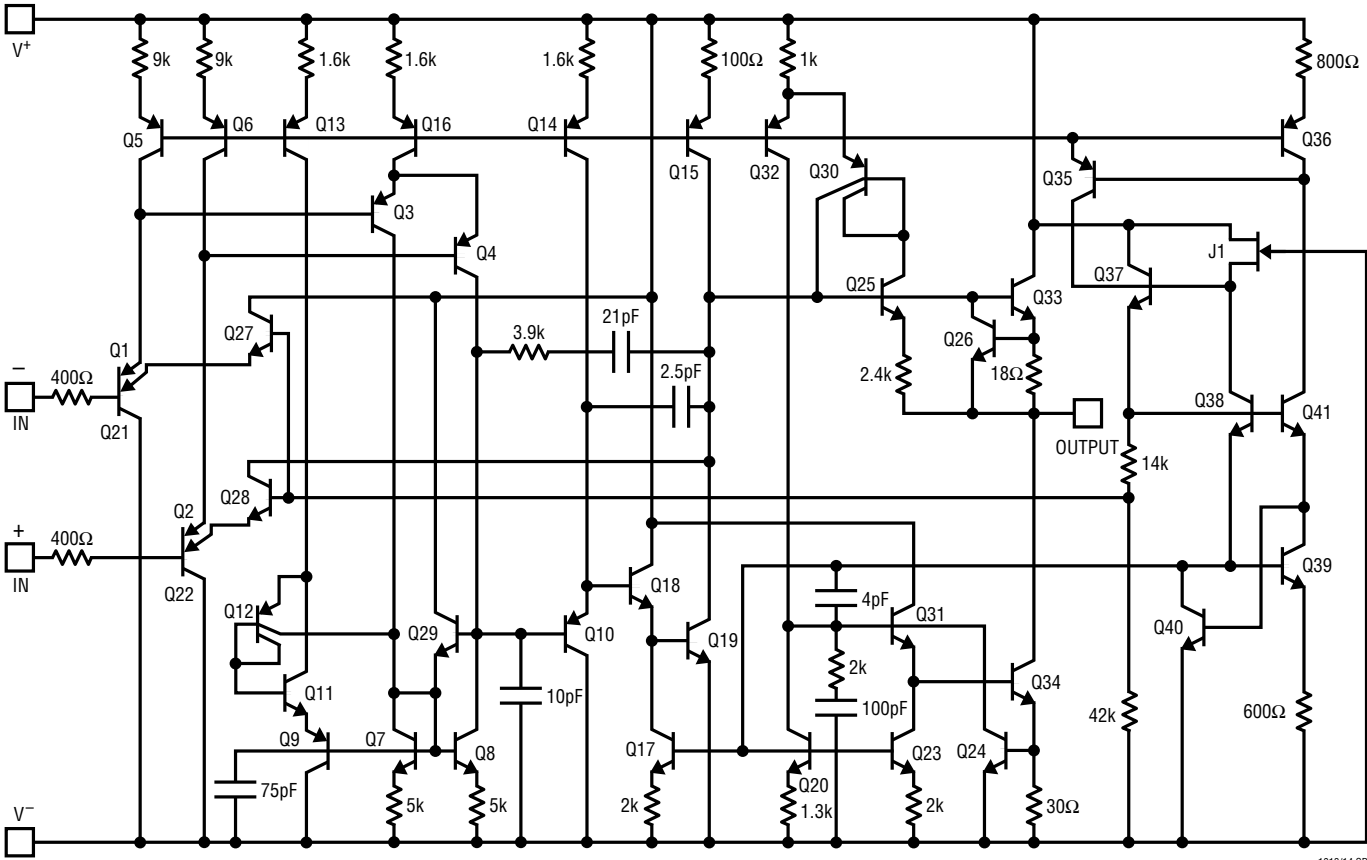 V+
9k
9k
1.6k
1.6k
1.6k
100Ω
1k
800Ω
Q5
Q6
Q13
Q16
Q14
Q15
Q32
Q30
Q35
Q36
Q3
Q4
J1
Q37
Q25
Q33
Q27
21pF
3.9k
Q26
Q1
2.5pF
2.4k
18Ω
−
400Ω
IN
Q21
Q38
Q41
OUTPUT
14k
Q28
Q2
+
400Ω
IN
Q22
Q18
Q39
Q12
4pF
Q31
Q29
Q10
Q19
Q40
2k
Q11
10pF
100pF
Q34
42k
600Ω
Q9
Q7
Q8
Q17
Q23
Q24
Q20
75pF
V−
5k
5k
2k
1.3k
2k
30Ω